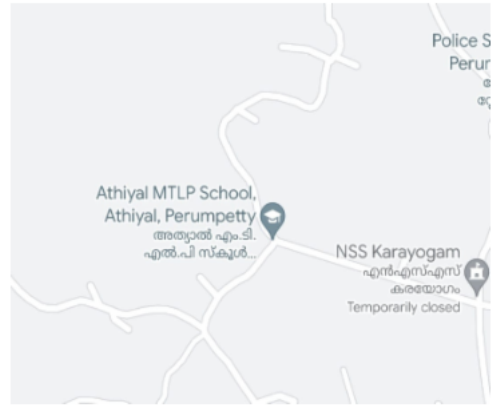 Police S
Perur
Athiyal MTLP School,
Athiyal, Perumpetty
അത്യാൽ എം.ടി.
എൽ.പി സ്കൂൾ...
NSS Karayogam
എൻഎസ്എസ്
കരയോഗം
Temporarily closed